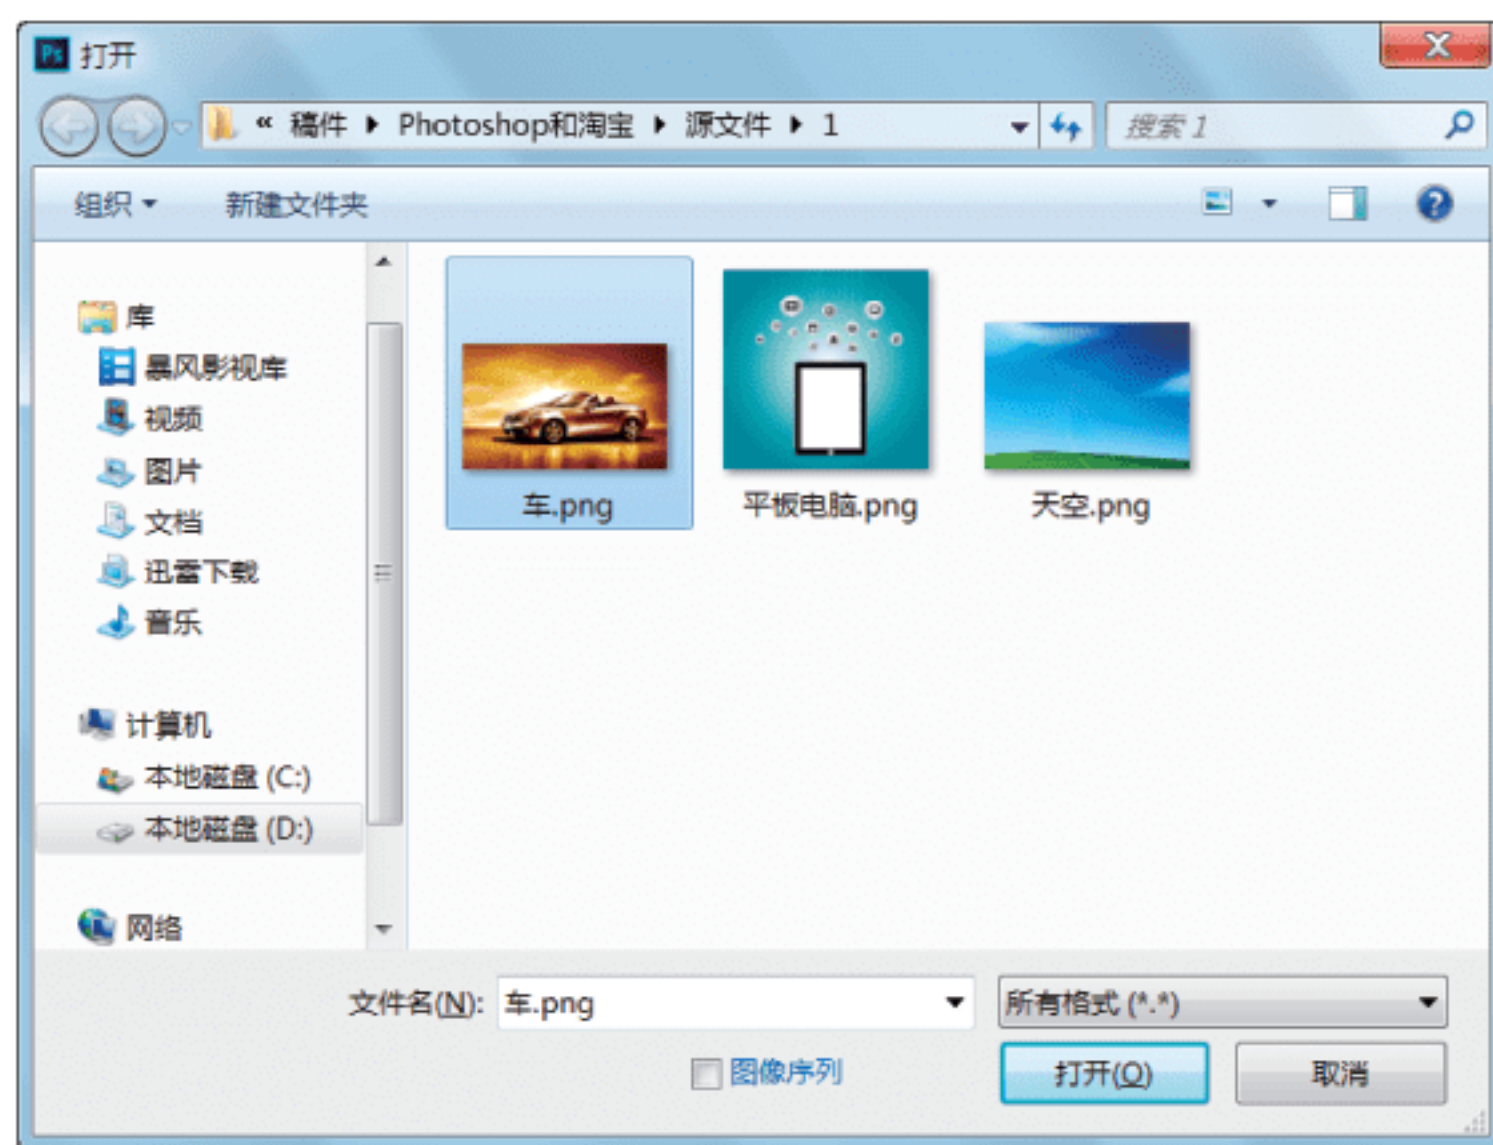 Ps 打开
« 稿件 ▶ Photoshop和淘宝 ▶ 源文件 ▶ 1
搜索 1
组织 新建文件夹
库
暴风影视库
视频
图片
文档
迅雷下载
音乐
计算机
本地磁盘 (C:)
本地磁盘 (D:)
网络
车.png
平板电脑.png
天空.png
文件名(N): 车.png
所有格式 (*.*)
图像序列
打开(O)
取消